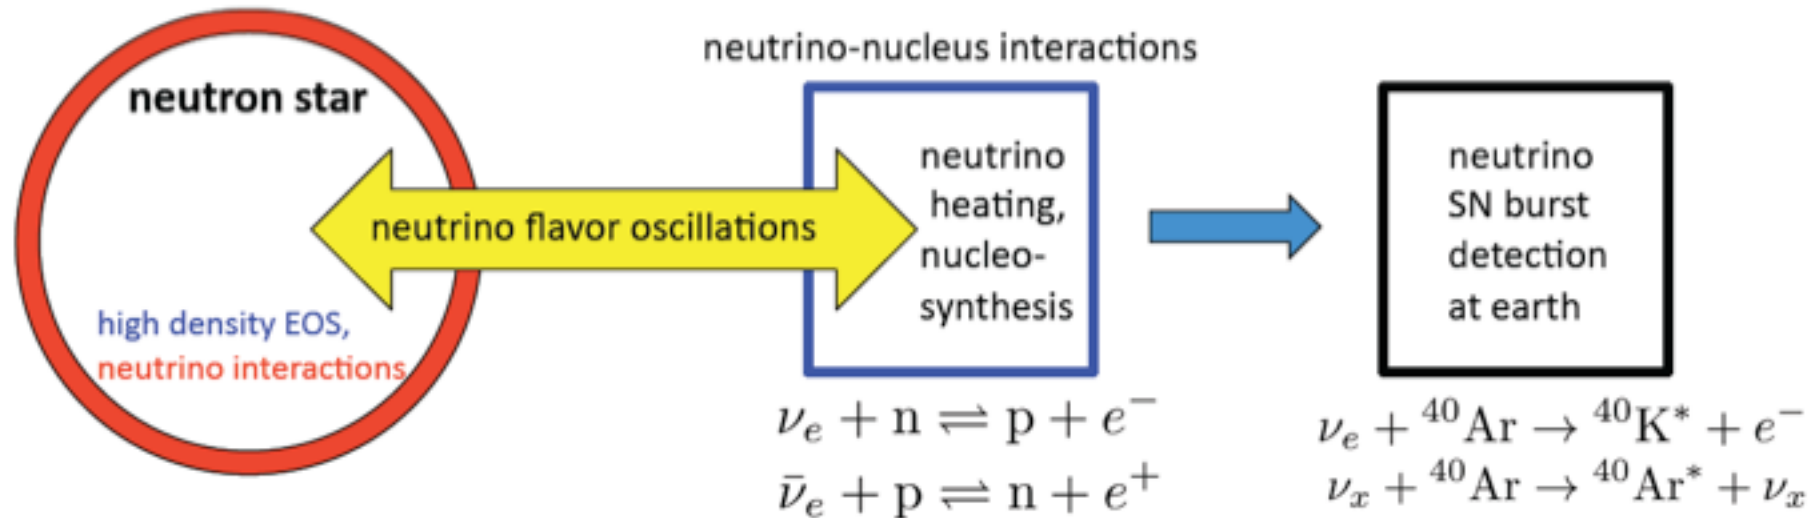 neutron star
high density EOS,
neutrino interactions
neutrino flavor oscillations
neutrino-nucleus interactions
neutrino
heating,
nucleo-
synthesis
νₑ + n ⇌ p + e⁻
ν̄ₑ + p ⇌ n + e⁺
neutrino
SN burst
detection
at earth
νₑ + ⁴⁰Ar → ⁴⁰K* + e⁻
νₓ + ⁴⁰Ar → ⁴⁰Ar* + νₓ